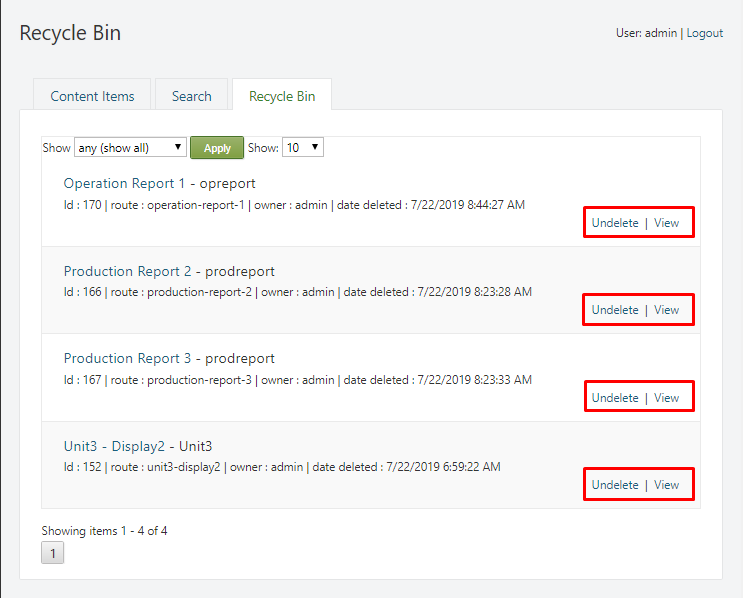 Recycle Bin
User: admin | Logout
Content Items
Search
Recycle Bin
Show any (show all) Apply Show: 10
Operation Report 1 - opreport
Id : 170 | route : operation-report-1 | owner : admin | date deleted : 7/22/2019 8:44:27 AM
Undelete | View
Production Report 2 - prodreport
Id : 166 | route : production-report-2 | owner : admin | date deleted : 7/22/2019 8:23:28 AM
Undelete | View
Production Report 3 - prodreport
Id : 167 | route : production-report-3 | owner : admin | date deleted : 7/22/2019 8:23:33 AM
Undelete | View
Unit3 - Display2 - Unit3
Id : 152 | route : unit3-display2 | owner : admin | date deleted : 7/22/2019 6:59:22 AM
Undelete | View
Showing items 1 - 4 of 4
1